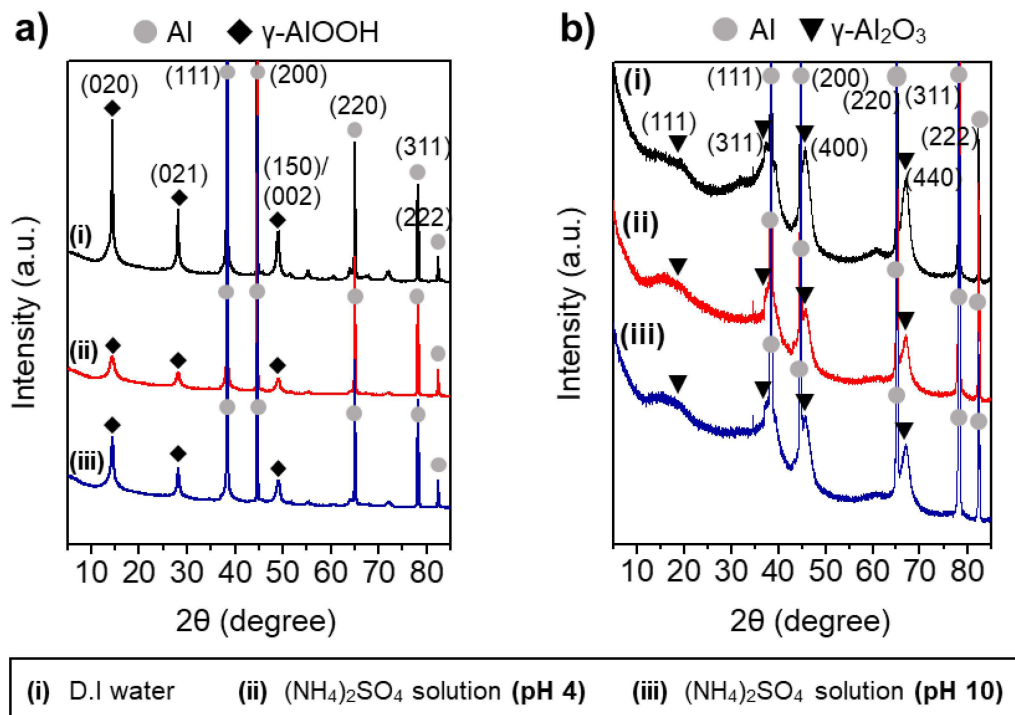 a) Al γ-AlOOH
(020) (111) (200)
(220)
(311)
(021) (150)/
(002)
(222)
(i)
(ii)
(iii)
Intensity (a.u.)
10 20 30 40 50 60 70 80
2θ (degree)
b) Al γ-Al₂O₃
(i) (111) (200)
(220) (311)
(111) (311) (400) (222)
(440)
(ii)
(iii)
Intensity (a.u.)
10 20 30 40 50 60 70 80
2θ (degree)
(i) D.I water (ii) (NH₄)₂SO₄ solution (pH 4) (iii) (NH₄)₂SO₄ solution (pH 10)